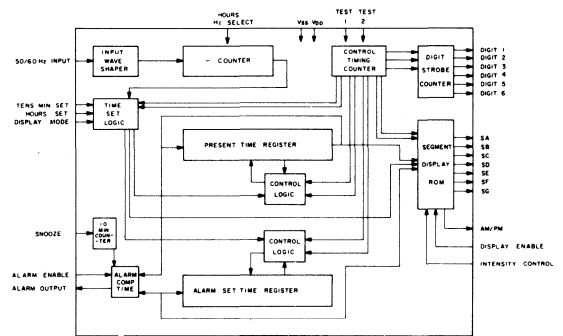 HOURS
Hz SELECT
VSS VDD
TEST TEST
1 2
50/60 Hz INPUT
INPUT
WAVE
SHAPER
- COUNTER
CONTROL
TIMING
COUNTER
DIGIT
STROBE
COUNTER
DIGIT 1
DIGIT 2
DIGIT 3
DIGIT 4
DIGIT 5
DIGIT 6
TENS MIN SET
HOURS SET
DISPLAY MODE
TIME
SET
LOGIC
PRESENT TIME REGISTER
CONTROL
LOGIC
SEGMENT
DISPLAY
ROM
SA
SB
SC
SD
SE
SF
SG
AM/PM
DISPLAY ENABLE
INTENSITY CONTROL
SNOOZE
10
MIN
COUN-
TER
CONTROL
LOGIC
ALARM ENABLE
ALARM OUTPUT
ALARM
COMP
TIME
ALARM SET TIME REGISTER